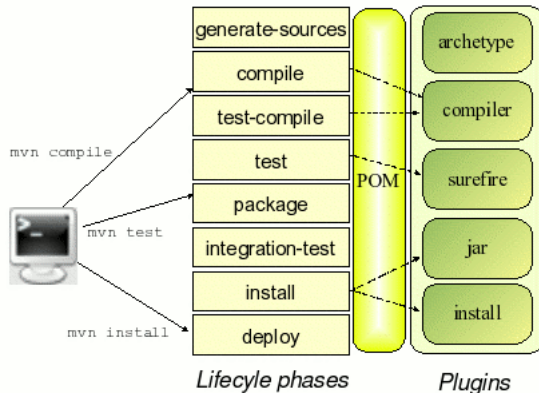 generate-sources
compile
test-compile
test
package
integration-test
install
deploy
mvn compile
mvn test
mvn install
>_
POM
archetype
compiler
surefire
jar
install
Lifecyle phases
Plugins